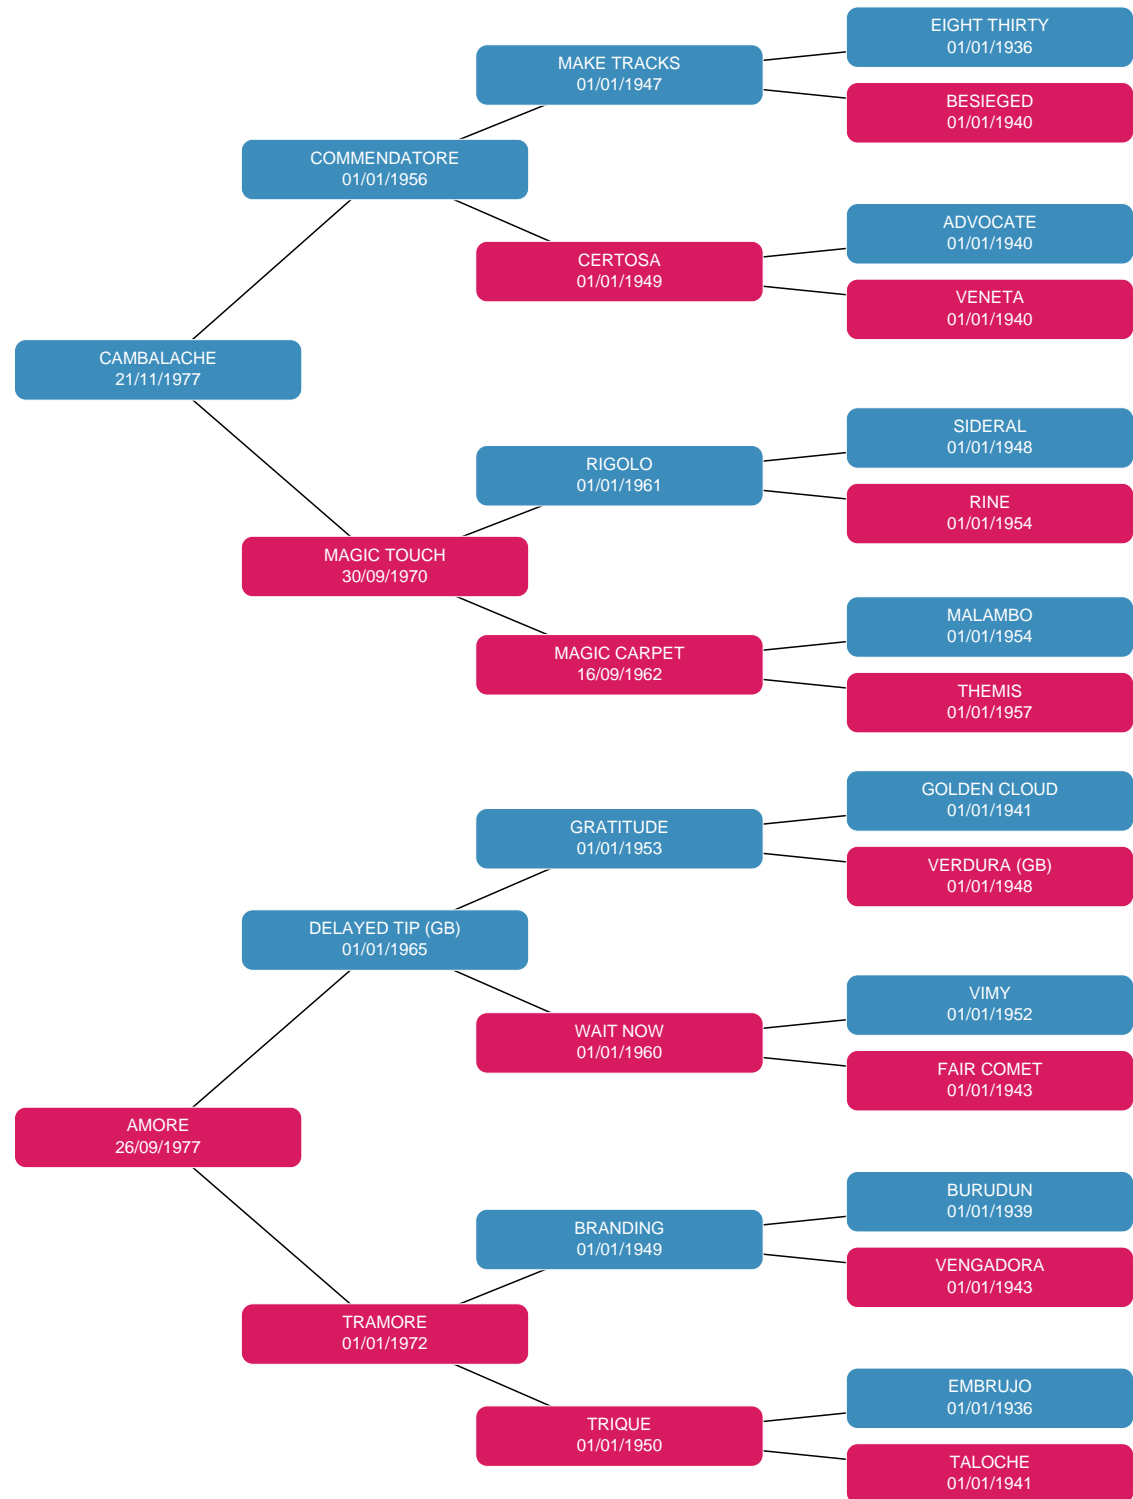 EIGHT THIRTY
01/01/1936
MAKE TRACKS
01/01/1947
BESIEGED
01/01/1940
COMMENDATORE
01/01/1956
ADVOCATE
01/01/1940
CERTOSA
01/01/1949
VENETA
01/01/1940
CAMBALACHE
21/11/1977
SIDERAL
01/01/1948
RIGOLO
01/01/1961
RINE
01/01/1954
MAGIC TOUCH
30/09/1970
MALAMBO
01/01/1954
MAGIC CARPET
16/09/1962
THEMIS
01/01/1957
GOLDEN CLOUD
01/01/1941
GRATITUDE
01/01/1953
VERDURA (GB)
01/01/1948
DELAYED TIP (GB)
01/01/1965
VIMY
01/01/1952
WAIT NOW
01/01/1960
FAIR COMET
01/01/1943
AMORE
26/09/1977
BURUDUN
01/01/1939
BRANDING
01/01/1949
VENGADORA
01/01/1943
TRAMORE
01/01/1972
EMBRUJO
01/01/1936
TRIQUE
01/01/1950
TALOCHE
01/01/1941